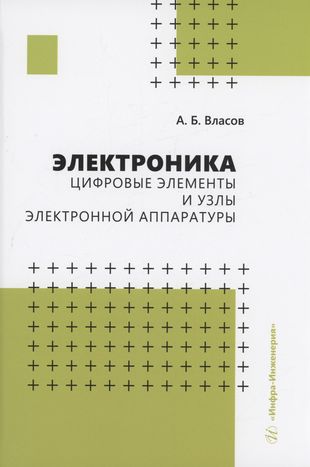 А. Б. Власов
ЭЛЕКТРОНИКА
ЦИФРОВЫЕ ЭЛЕМЕНТЫ
И УЗЛЫ
ЭЛЕКТРОННОЙ АППАРАТУРЫ
«Инфра-Инженерия»